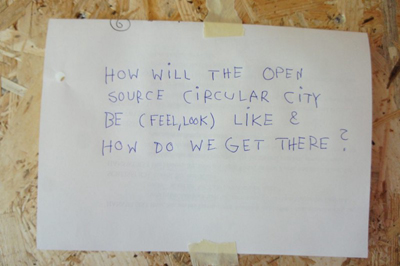 6
HOW WILL THE OPEN
SOURCE CIRCULAR CITY
BE (FEEL, LOOK) LIKE &
HOW DO WE GET THERE?